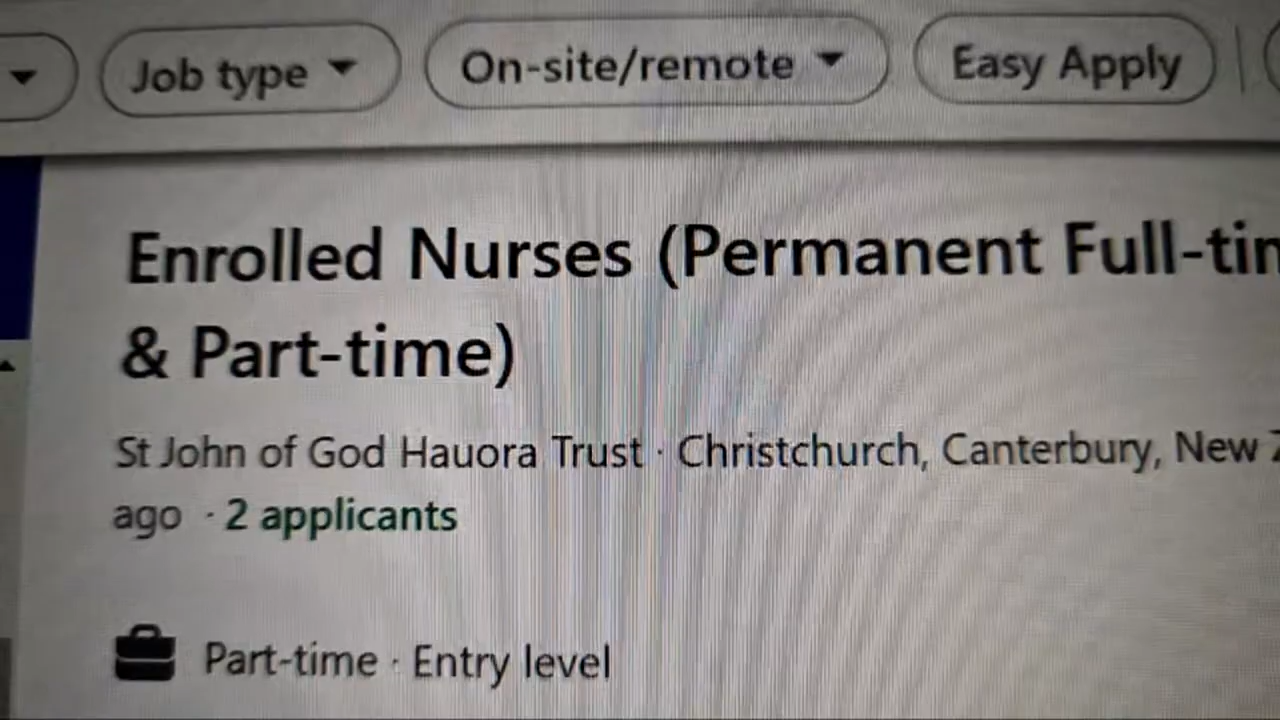 Job type On-site/remote Easy Apply
Enrolled Nurses (Permanent Full-tim
& Part-time)
St John of God Hauora Trust · Christchurch, Canterbury, New
ago · 2 applicants
Part-time · Entry level